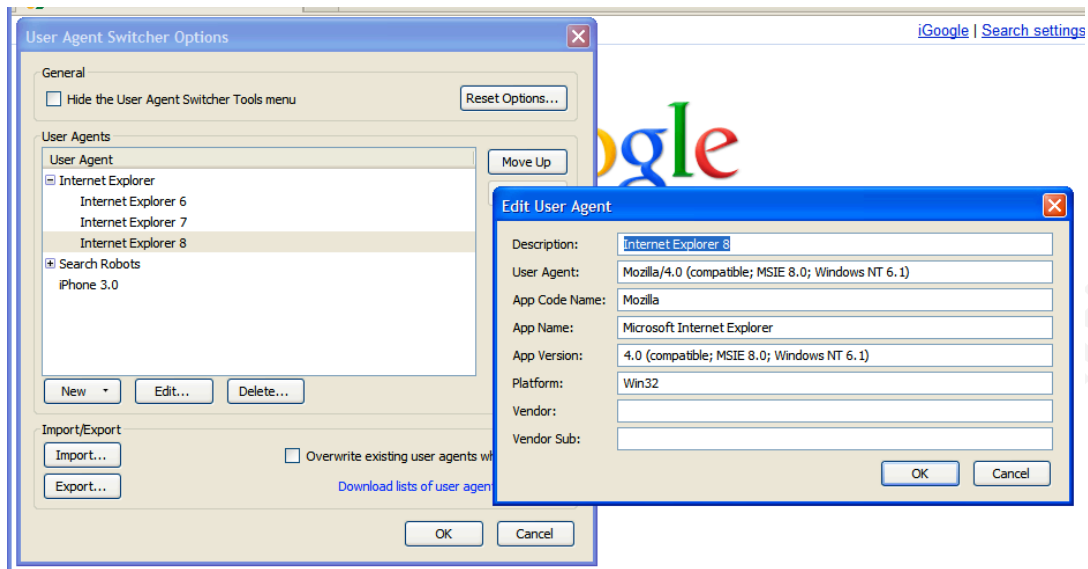 iGoogle | Search settings
User Agent Switcher Options
General
Hide the User Agent Switcher Tools menu
Reset Options...
User Agents
User Agent
Move Up
Internet Explorer
Internet Explorer 6
Internet Explorer 7
Internet Explorer 8
Search Robots
iPhone 3.0
New
Edit...
Delete...
Import/Export
Import...
Overwrite existing user agents
Export...
Download lists of user
OK
Cancel
ogle
Edit User Agent
Description:
Internet Explorer 8
User Agent:
Mozilla/4.0 (compatible; MSIE 8.0; Windows NT 6.1)
App Code Name:
Mozilla
App Name:
Microsoft Internet Explorer
App Version:
4.0 (compatible; MSIE 8.0; Windows NT 6.1)
Platform:
Win32
Vendor:
Vendor Sub:
OK
Cancel